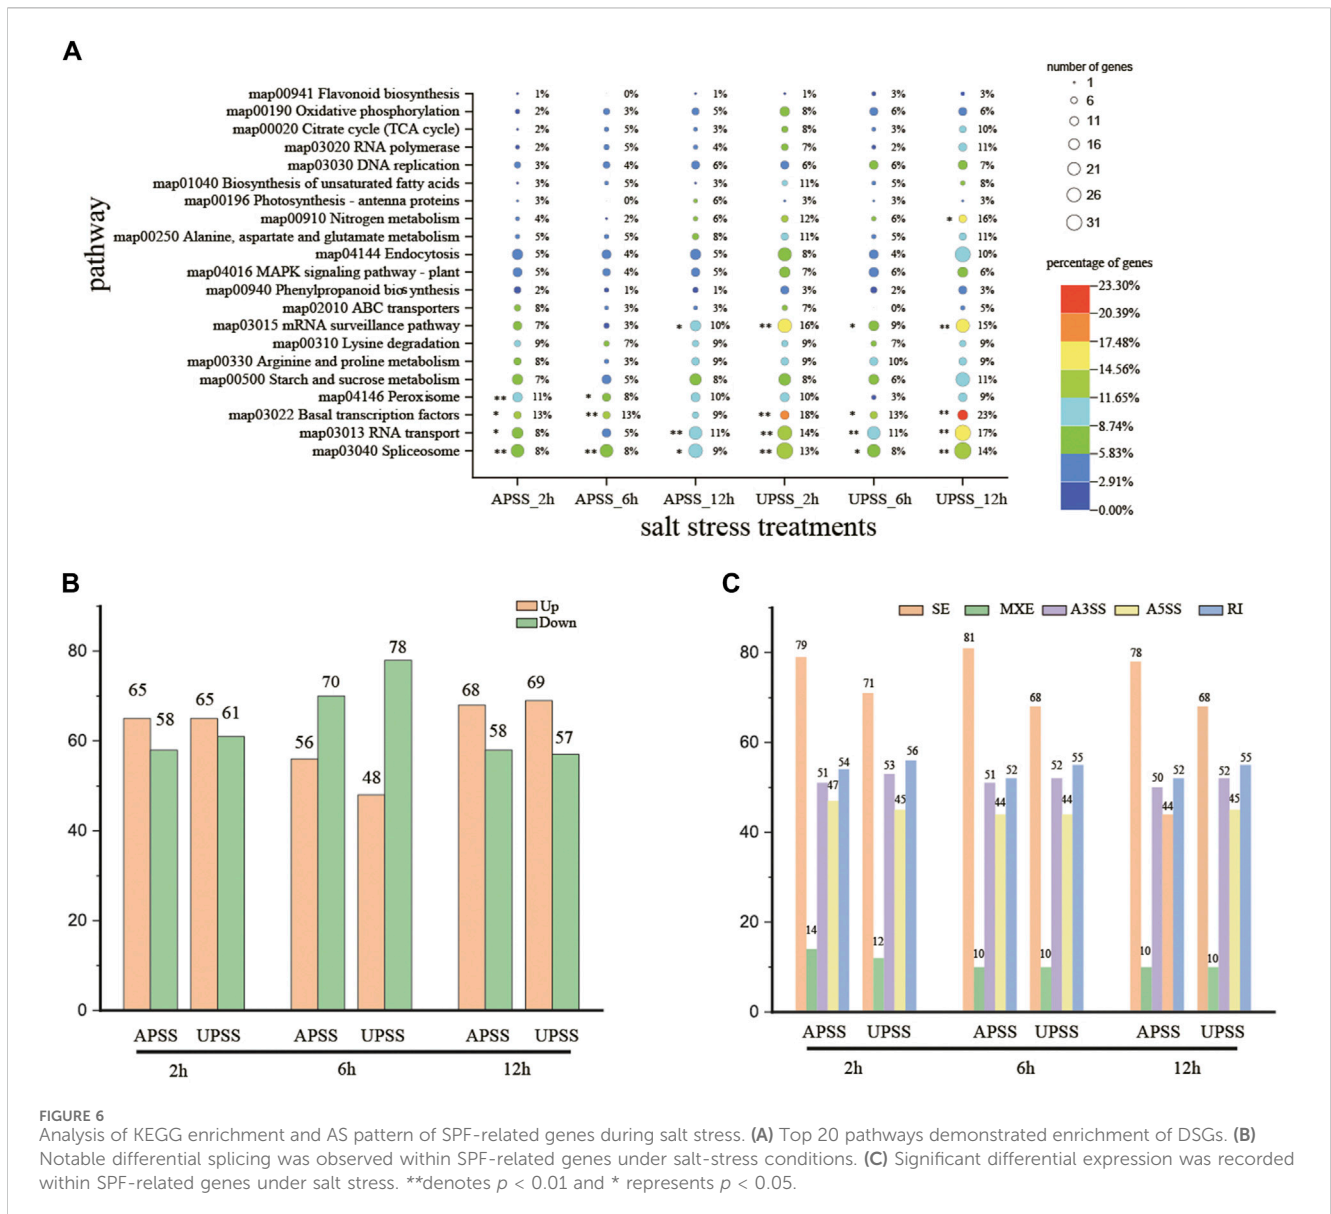 A
number of genes
1
6
11
16
21
26
31
percentage of genes
23.30%
20.39%
17.48%
14.56%
11.65%
8.74%
5.83%
2.91%
0.00%
pathway
map00941 Flavonoid biosynthesis 1% 0% 1% 1% 3% 3%
map00190 Oxidative phosphorylation 2% 3% 5% 8% 6% 6%
map00020 Citrate cycle (TCA cycle) 2% 5% 3% 8% 3% 10%
map03020 RNA polymerase 2% 5% 4% 7% 2% 11%
map03030 DNA replication 3% 4% 6% 6% 6% 7%
map01040 Biosynthesis of unsaturated fatty acids 3% 5% 3% 11% 5% 8%
map00196 Photosynthesis - antenna proteins 3% 0% 6% 3% 3% 3%
map00910 Nitrogen metabolism 4% 2% 6% 12% 6% * 16%
map00250 Alanine, aspartate and glutamate metabolism 5% 5% 8% 11% 5% 11%
map04144 Endocytosis 5% 4% 5% 8% 4% 10%
map04016 MAPK signaling pathway - plant 5% 4% 5% 7% 6% 6%
map00940 Phenylpropanoid biosynthesis 2% 1% 1% 3% 2% 3%
map02010 ABC transporters 8% 3% 3% 7% 0% 5%
map03015 mRNA surveillance pathway 7% 3% * 10% ** 16% * 9% ** 15%
map00310 Lysine degradation 9% 7% 9% 9% 7% 9%
map00330 Arginine and proline metabolism 8% 3% 9% 9% 10% 9%
map00500 Starch and sucrose metabolism 7% 5% 8% 8% 6% 11%
map04146 Peroxisome ** 11% * 8% 10% 10% 3% 9%
map03022 Basal transcription factors * 13% ** 13% 9% ** 18% * 13% ** 23%
map03013 RNA transport * 8% 5% ** 11% ** 14% ** 11% ** 17%
map03040 Spliceosome ** 8% ** 8% * 9% ** 13% * 8% ** 14%
APSS_2h APSS_6h APSS_12h UPSS_2h UPSS_6h UPSS_12h
salt stress treatments
B
Up
Down
80
60
40
20
0
65 58 65 61 56 70 48 78 68 58 69 57
APSS UPSS APSS UPSS APSS UPSS
2h 6h 12h
C
SE MXE A3SS A5SS RI
80
60
40
20
0
79 14 51 47 54 71 12 53 45 56 81 10 51 44 52 68 10 52 44 55 78 10 50 44 52 68 10 52 45 55
APSS UPSS APSS UPSS APSS UPSS
2h 6h 12h
FIGURE 6
Analysis of KEGG enrichment and AS pattern of SPF-related genes during salt stress. (A) Top 20 pathways demonstrated enrichment of DSGs. (B)
Notable differential splicing was observed within SPF-related genes under salt-stress conditions. (C) Significant differential expression was recorded
within SPF-related genes under salt stress. **denotes p < 0.01 and * represents p < 0.05.